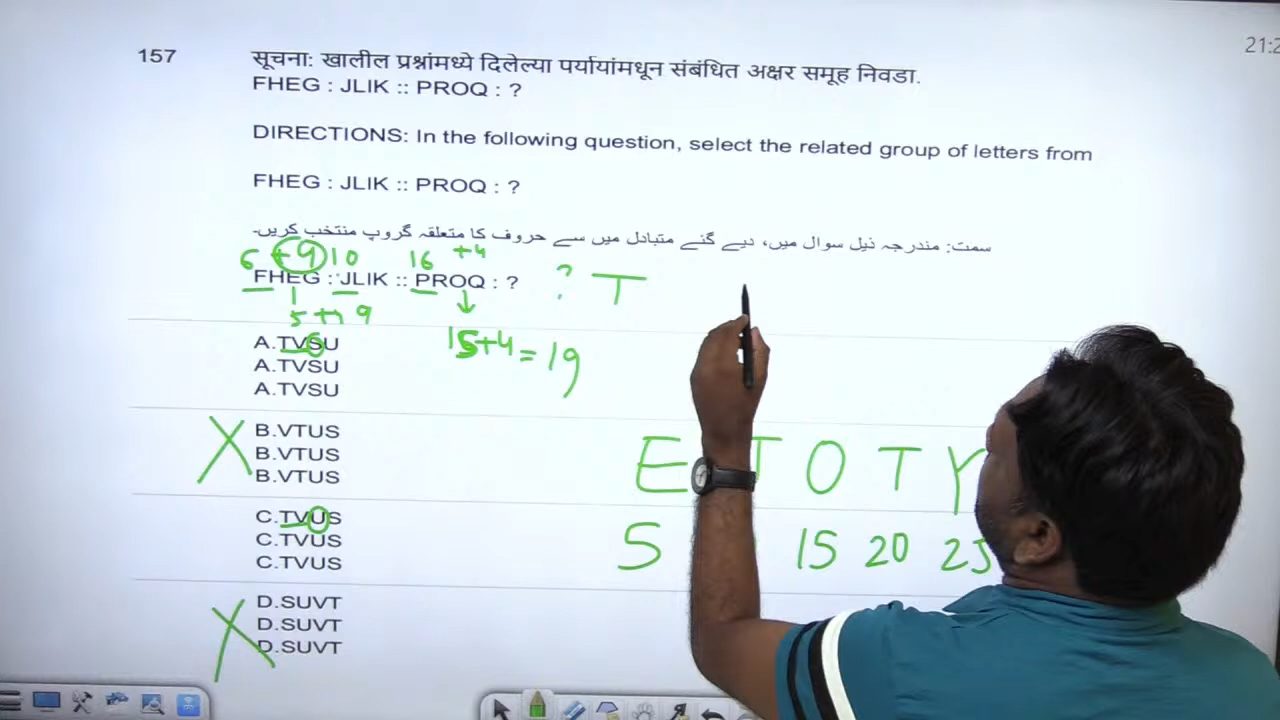 21:2
157
सूचना: खालील प्रश्नांमध्ये दिलेल्या पर्यायांमधून संबंधित अक्षर समूह निवडा.
FHEG : JLIK :: PROQ : ?
DIRECTIONS: In the following question, select the related group of letters from
FHEG : JLIK :: PROQ : ?
سمت: مندرجہ ذیل سوال میں، دیے گئے متبادل میں سے حروف کا متعلقہ گروپ منتخب کریں۔
6 +9 10 16 +4
FHEG : JLIK :: PROQ : ? ? T
9
A.TVSU 15+4=19
A.TVSU
A.TVSU
B.VTUS
B.VTUS
B.VTUS
E T O T Y
C.TVUS
C.TVUS
C.TVUS
5 15 20 25
D.SUVT
D.SUVT
D.SUVT